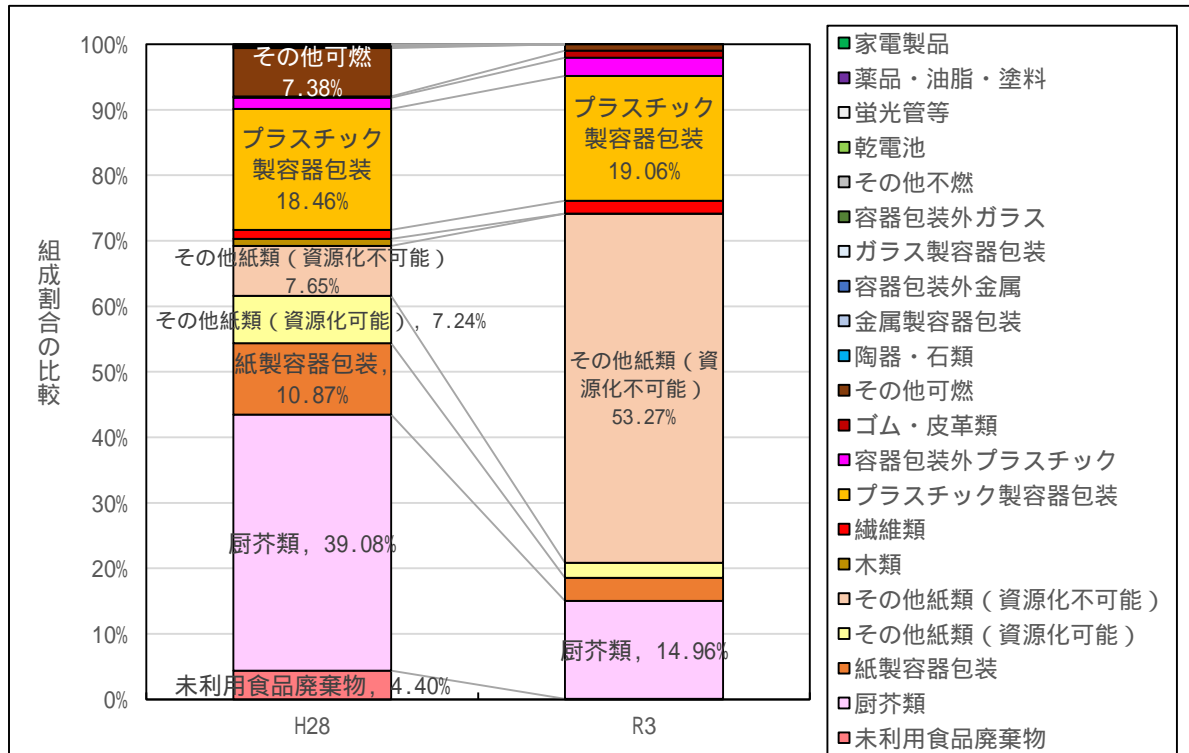 組成割合の比較
100%
90%
80%
70%
60%
50%
40%
30%
20%
10%
0%
その他可燃
7.38%
プラスチック
製容器包装
18.46%
その他紙類（資源化不可能）
7.65%
その他紙類（資源化可能）, 7.24%
紙製容器包装,
10.87%
厨芥類, 39.08%
未利用食品廃棄物, 4.40%
H28
プラスチック
製容器包装
19.06%
その他紙類（資
源化不可能）
53.27%
厨芥類, 14.96%
R3
家電製品
薬品・油脂・塗料
蛍光管等
乾電池
その他不燃
容器包装外ガラス
ガラス製容器包装
容器包装外金属
金属製容器包装
陶器・石類
その他可燃
ゴム・皮革類
容器包装外プラスチック
プラスチック製容器包装
繊維類
木類
その他紙類（資源化不可能）
その他紙類（資源化可能）
紙製容器包装
厨芥類
未利用食品廃棄物